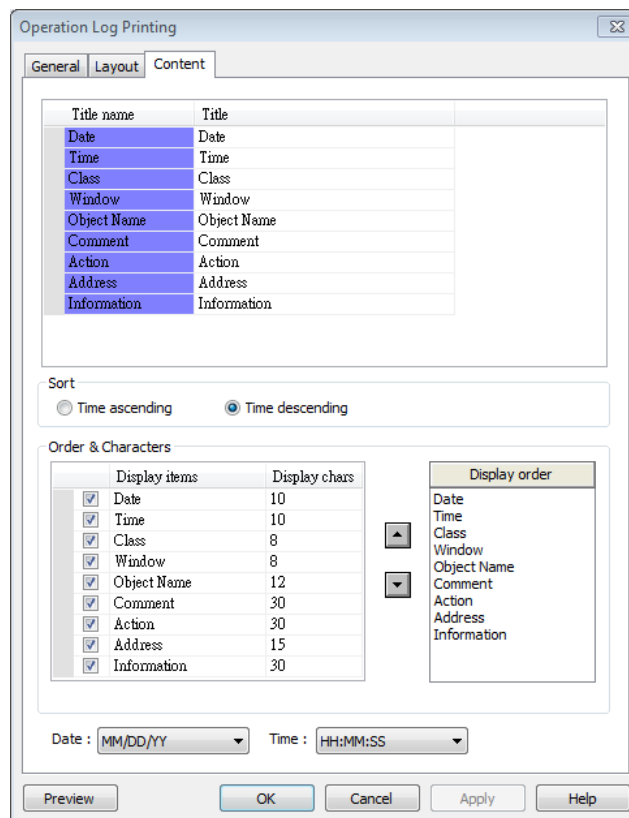 Operation Log Printing
General Layout Content
Title name Title
Date Date
Time Time
Class Class
Window Window
Object Name Object Name
Comment Comment
Action Action
Address Address
Information Information
Sort
Time ascending Time descending
Order & Characters
Display items Display chars
Date 10
Time 10
Class 8
Window 8
Object Name 12
Comment 30
Action 30
Address 15
Information 30
Display order
Date
Time
Class
Window
Object Name
Comment
Action
Address
Information
Date : MM/DD/YY Time : HH:MM:SS
Preview OK Cancel Apply Help